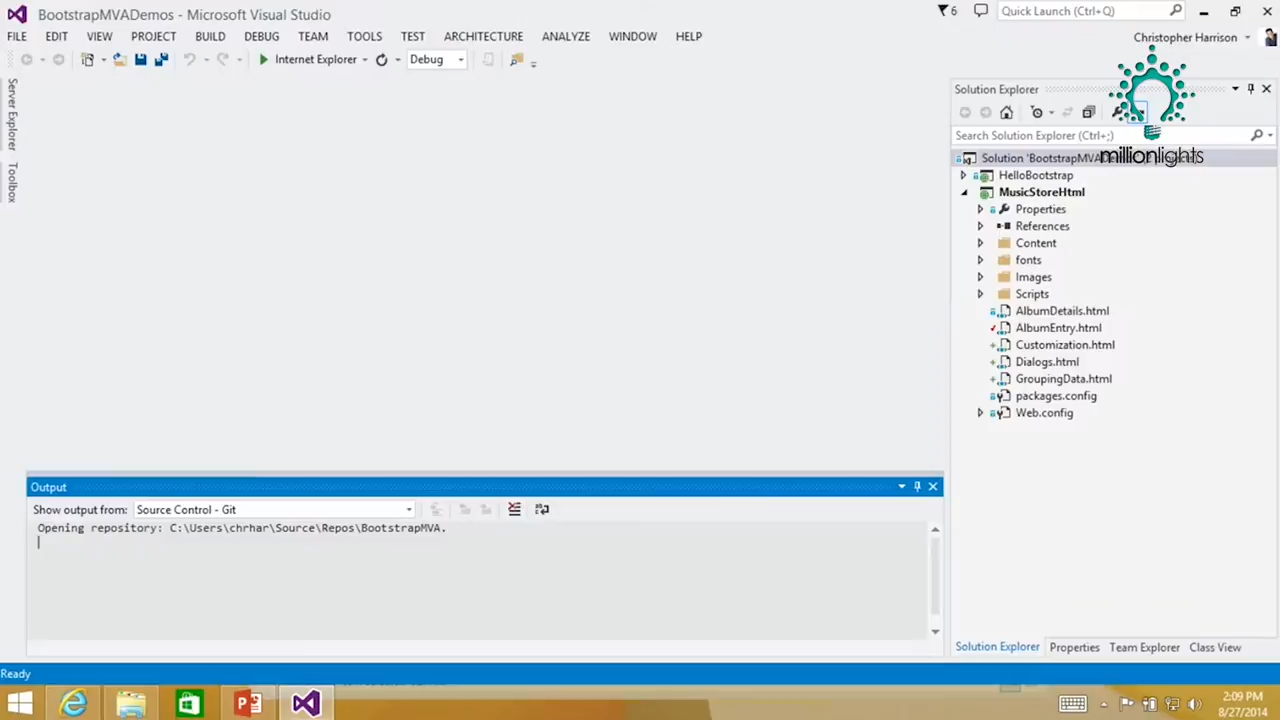 BootstrapMVADemos - Microsoft Visual Studio
6
Quick Launch (Ctrl+Q)
FILE EDIT VIEW PROJECT BUILD DEBUG TEAM TOOLS TEST ARCHITECTURE ANALYZE WINDOW HELP
Christopher Harrison
Internet Explorer
Debug
Server Explorer
Toolbox
Solution Explorer
Search Solution Explorer (Ctrl+;)
millionlights
Solution 'BootstrapMVAD
HelloBootstrap
MusicStoreHtml
Properties
References
Content
fonts
Images
Scripts
AlbumDetails.html
AlbumEntry.html
Customization.html
Dialogs.html
GroupingData.html
packages.config
Web.config
Output
Show output from: Source Control - Git
Opening repository: C:\Users\chrhar\Source\Repos\BootstrapMVA.
Solution Explorer Properties Team Explorer Class View
Ready
2:09 PM
8/27/2014